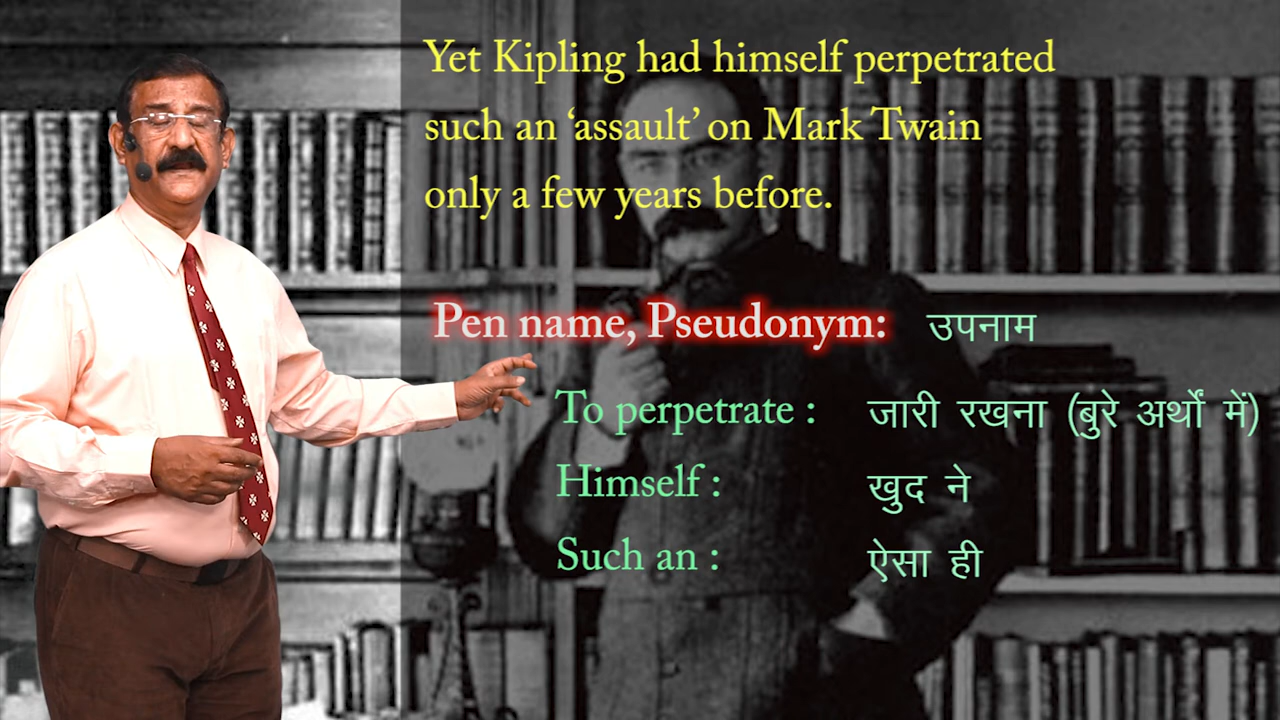 Yet Kipling had himself perpetrated
such an ‘assault’ on Mark Twain
only a few years before.
Pen name, Pseudonym: उपनाम
To perpetrate : जारी रखना (बुरे अर्थों में)
Himself : खुद ने
Such an : ऐसा ही